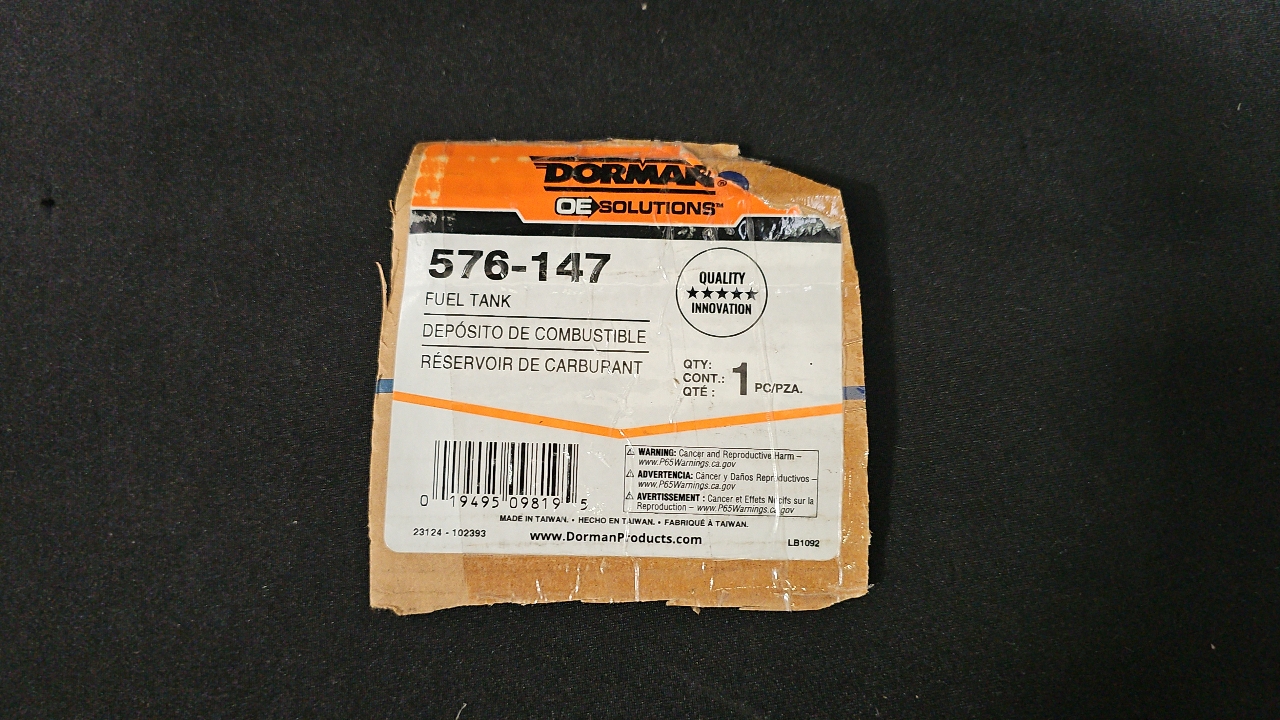 DORMAN®
OE SOLUTIONS™
576-147
FUEL TANK
DEPÓSITO DE COMBUSTIBLE
RÉSERVOIR DE CARBURANT
QUALITY
INNOVATION
QTY:
CONT.:
QTÉ :
1 PC/PZA.
⚠ WARNING: Cancer and Reproductive Harm –
www.P65Warnings.ca.gov
⚠ ADVERTENCIA: Cáncer y Daños Reproductivos –
www.P65Warnings.ca.gov
⚠ AVERTISSEMENT : Cancer et Effets Nocifs sur la
Reproduction – www.P65Warnings.ca.gov
0 19495 09819 5
MADE IN TAIWAN. • HECHO EN TAIWAN. • FABRIQUÉ À TAIWAN.
23124 - 102393
www.DormanProducts.com
LB1092